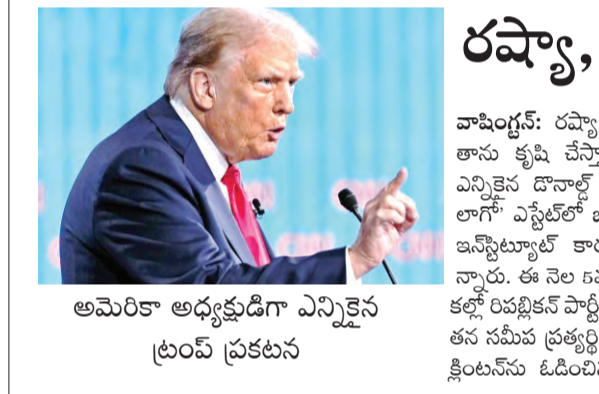 అమెరికా అధ్యక్షుడిగా ఎన్నికైన
ట్రంప్ ప్రకటన
రష్యా,
వాషింగ్టన్: రష్యా
తాను కృషి చేస్తా
ఎన్నికైన డొనాల్డ్
లాగో' ఎస్టేట్‌లో
ఇన్‌స్టిట్యూట్ కార
న్నారు. ఈ నెల 5వ
కల్లో రిపబ్లికన్ పార్టీ
తన సమీప ప్రత్యర్థి
క్లింటన్‌ను ఓడించి